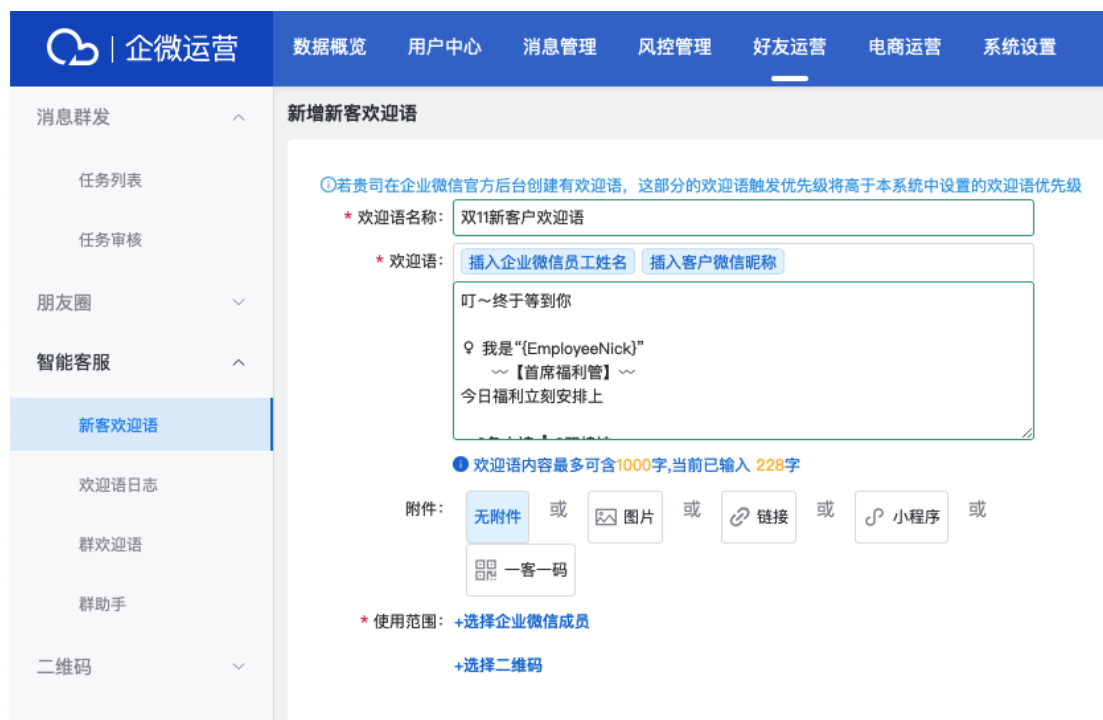 企微运营
数据概览 用户中心 消息管理 风控管理 好友运营 电商运营 系统设置
消息群发
任务列表
任务审核
朋友圈
智能客服
新客欢迎语
欢迎语日志
群欢迎语
群助手
二维码
新增新客欢迎语
若贵司在企业微信官方后台创建有欢迎语，这部分的欢迎语触发优先级将高于本系统中设置的欢迎语优先级
* 欢迎语名称： 双11新客户欢迎语
* 欢迎语： 插入企业微信员工姓名 插入客户微信昵称
叮～终于等到你
♀ 我是“{EmployeeNick}”
﹏【首席福利管】﹏
今日福利立刻安排上
欢迎语内容最多可含1000字,当前已输入 228字
附件： 无附件 或 图片 或 链接 或 小程序 或
一客一码
* 使用范围： +选择企业微信成员
+选择二维码